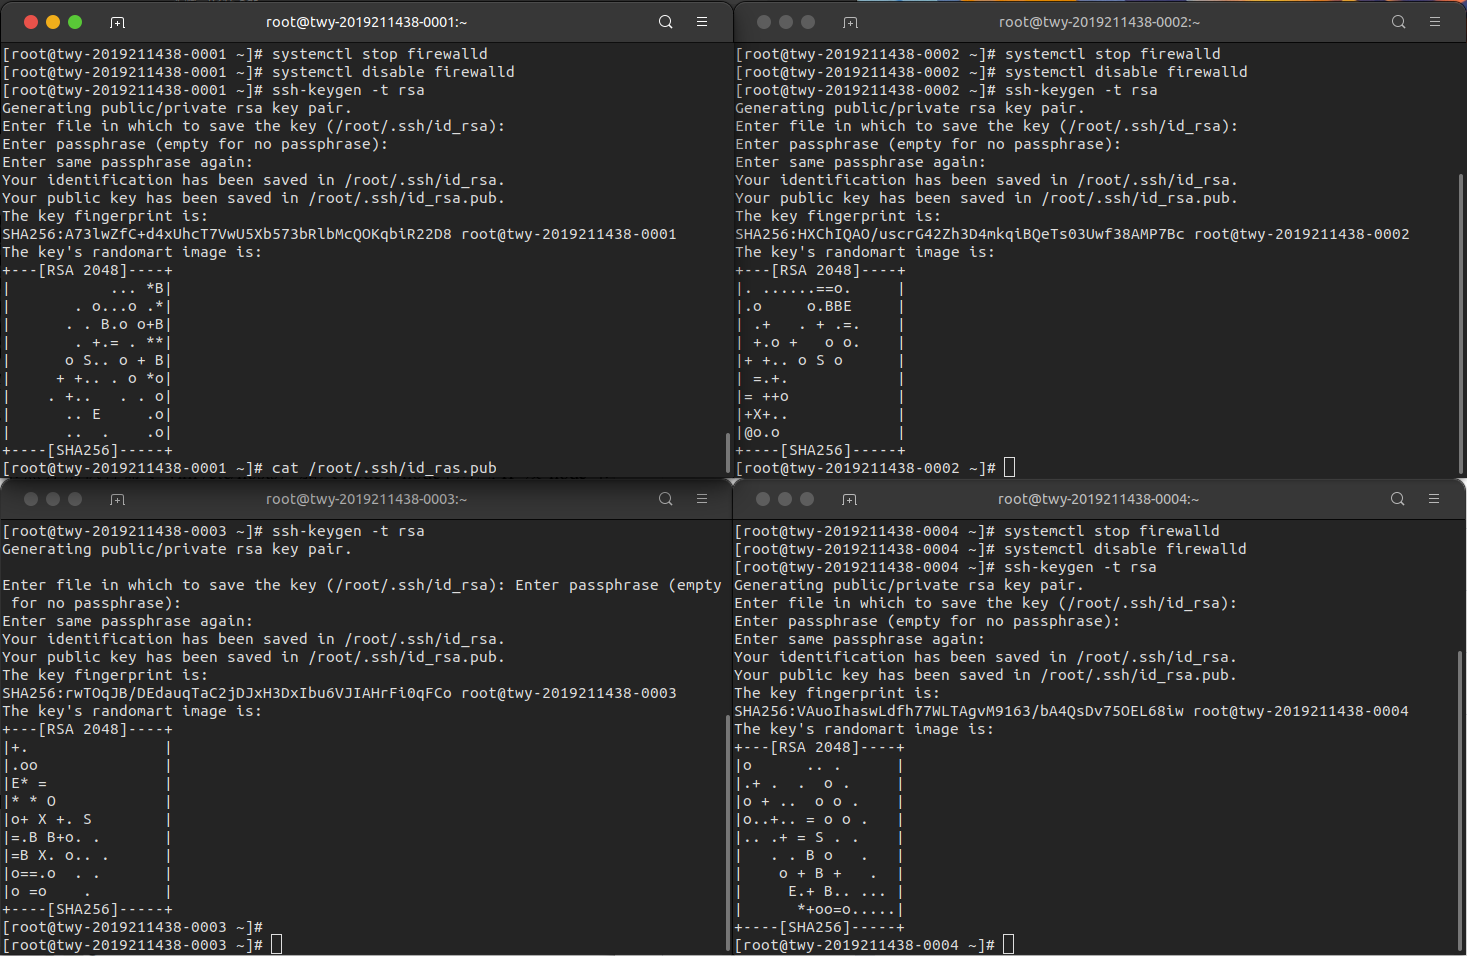 root@twy-2019211438-0001:~
[root@twy-2019211438-0001 ~]# systemctl stop firewalld
[root@twy-2019211438-0001 ~]# systemctl disable firewalld
[root@twy-2019211438-0001 ~]# ssh-keygen -t rsa
Generating public/private rsa key pair.
Enter file in which to save the key (/root/.ssh/id_rsa):
Enter passphrase (empty for no passphrase):
Enter same passphrase again:
Your identification has been saved in /root/.ssh/id_rsa.
Your public key has been saved in /root/.ssh/id_rsa.pub.
The key fingerprint is:
SHA256:A73lwZfC+d4xUhcT7VwU5Xb573bRlbMcQOKqbiR22D8 root@twy-2019211438-0001
The key's randomart image is:
+---[RSA 2048]----+
|           ... *B|
|       . o...o .*|
|      . . B.o o+B|
|       . +.= . **|
|      o S.. o + B|
|     + +.. . o *o|
|    . +..   . . o|
|      .. E     .o|
|      ..  .    .o|
+----[SHA256]-----+
[root@twy-2019211438-0001 ~]# cat /root/.ssh/id_ras.pub
root@twy-2019211438-0002:~
[root@twy-2019211438-0002 ~]# systemctl stop firewalld
[root@twy-2019211438-0002 ~]# systemctl disable firewalld
[root@twy-2019211438-0002 ~]# ssh-keygen -t rsa
Generating public/private rsa key pair.
Enter file in which to save the key (/root/.ssh/id_rsa):
Enter passphrase (empty for no passphrase):
Enter same passphrase again:
Your identification has been saved in /root/.ssh/id_rsa.
Your public key has been saved in /root/.ssh/id_rsa.pub.
The key fingerprint is:
SHA256:HXChIQAO/uscrG42Zh3D4mkqiBQeTs03Uwf38AMP7Bc root@twy-2019211438-0002
The key's randomart image is:
+---[RSA 2048]----+
|. ......==o.     |
|.o     o.BBE     |
| .+   . + .=.    |
| +.o +   o o.    |
|+ +.. o S o      |
| =.+.            |
|= ++o            |
|+X+..            |
|@o.o             |
+----[SHA256]-----+
[root@twy-2019211438-0002 ~]#
root@twy-2019211438-0003:~
[root@twy-2019211438-0003 ~]# ssh-keygen -t rsa
Generating public/private rsa key pair.
Enter file in which to save the key (/root/.ssh/id_rsa): Enter passphrase (empty
 for no passphrase):
Enter same passphrase again:
Your identification has been saved in /root/.ssh/id_rsa.
Your public key has been saved in /root/.ssh/id_rsa.pub.
The key fingerprint is:
SHA256:rwTOqJB/DEdauqTaC2jDJxH3DxIbu6VJIAHrFi0qFCo root@twy-2019211438-0003
The key's randomart image is:
+---[RSA 2048]----+
|+.               |
|.oo              |
|E* =             |
|* * O            |
|o+ X +. S        |
|=.B B+o. .       |
|=B X. o.. .      |
|o==.o  . .       |
|o =o    .        |
+----[SHA256]-----+
[root@twy-2019211438-0003 ~]#
[root@twy-2019211438-0003 ~]#
root@twy-2019211438-0004:~
[root@twy-2019211438-0004 ~]# systemctl stop firewalld
[root@twy-2019211438-0004 ~]# systemctl disable firewalld
[root@twy-2019211438-0004 ~]# ssh-keygen -t rsa
Generating public/private rsa key pair.
Enter file in which to save the key (/root/.ssh/id_rsa):
Enter passphrase (empty for no passphrase):
Enter same passphrase again:
Your identification has been saved in /root/.ssh/id_rsa.
Your public key has been saved in /root/.ssh/id_rsa.pub.
The key fingerprint is:
SHA256:VAuoIhaswLdfh77WLTAgvM9163/bA4QsDv75OEL68iw root@twy-2019211438-0004
The key's randomart image is:
+---[RSA 2048]----+
|o      .. .      |
|.+ .  .  o .     |
|o + ..  o o .    |
|o..+.. = o o .   |
|.. .+ = S . .    |
|   . . B o   .   |
|    o + B +   .  |
|     E.+ B.. ... |
|      *+oo=o.....|
+----[SHA256]-----+
[root@twy-2019211438-0004 ~]#